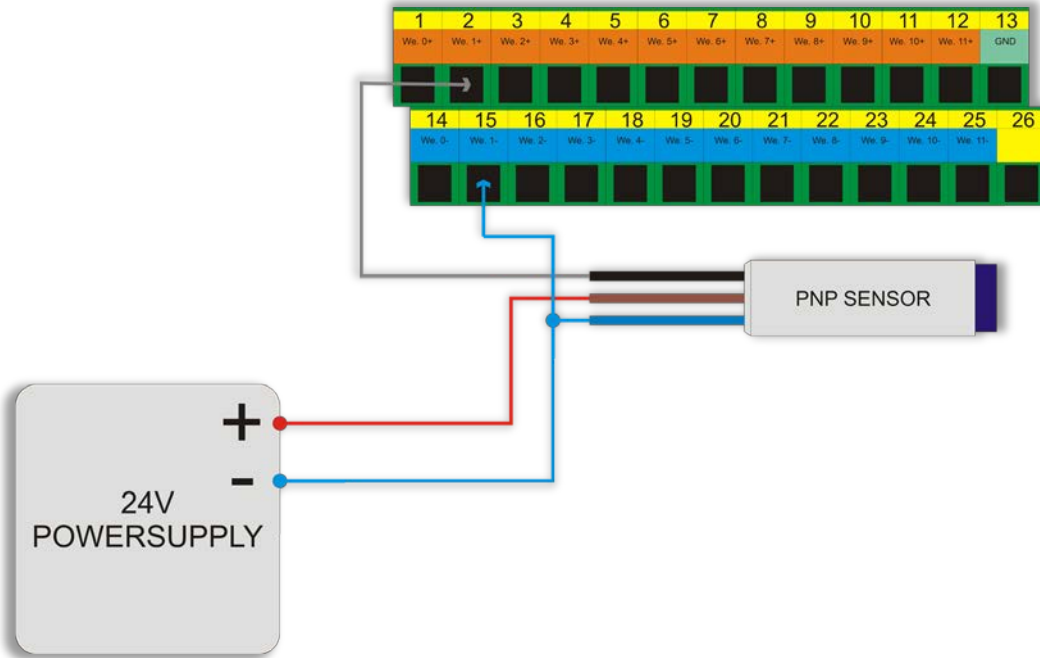 1 2 3 4 5 6 7 8 9 10 11 12 13
We. 0+ We. 1+ We. 2+ We. 3+ We. 4+ We. 5+ We. 6+ We. 7+ We. 8+ We. 9+ We. 10+ We. 11+ GND
14 15 16 17 18 19 20 21 22 23 24 25 26
We. 0- We. 1- We. 2- We. 3- We. 4- We. 5- We. 6- We. 7- We. 8- We. 9- We. 10- We. 11-
PNP SENSOR
+
-
24V
POWERSUPPLY